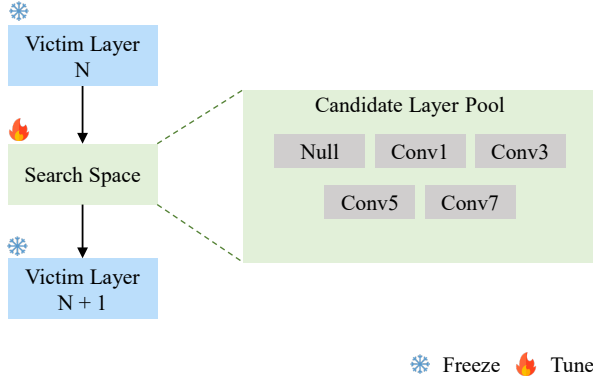 Victim Layer
N
Search Space
Victim Layer
N + 1
Candidate Layer Pool
Null
Conv1
Conv3
Conv5
Conv7
Freeze
Tune